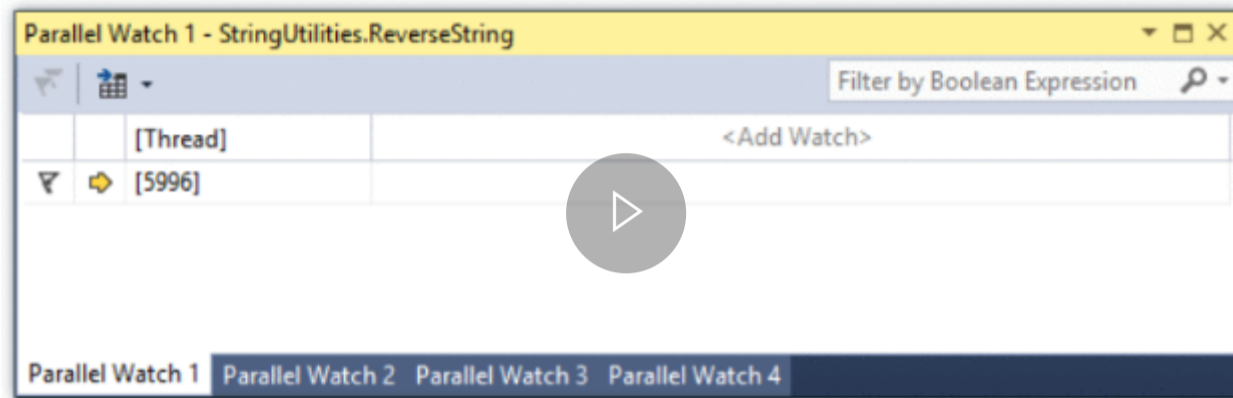 Parallel Watch 1 - StringUtilities.ReverseString
Filter by Boolean Expression
[Thread] <Add Watch>
[5996]
Parallel Watch 1 Parallel Watch 2 Parallel Watch 3 Parallel Watch 4